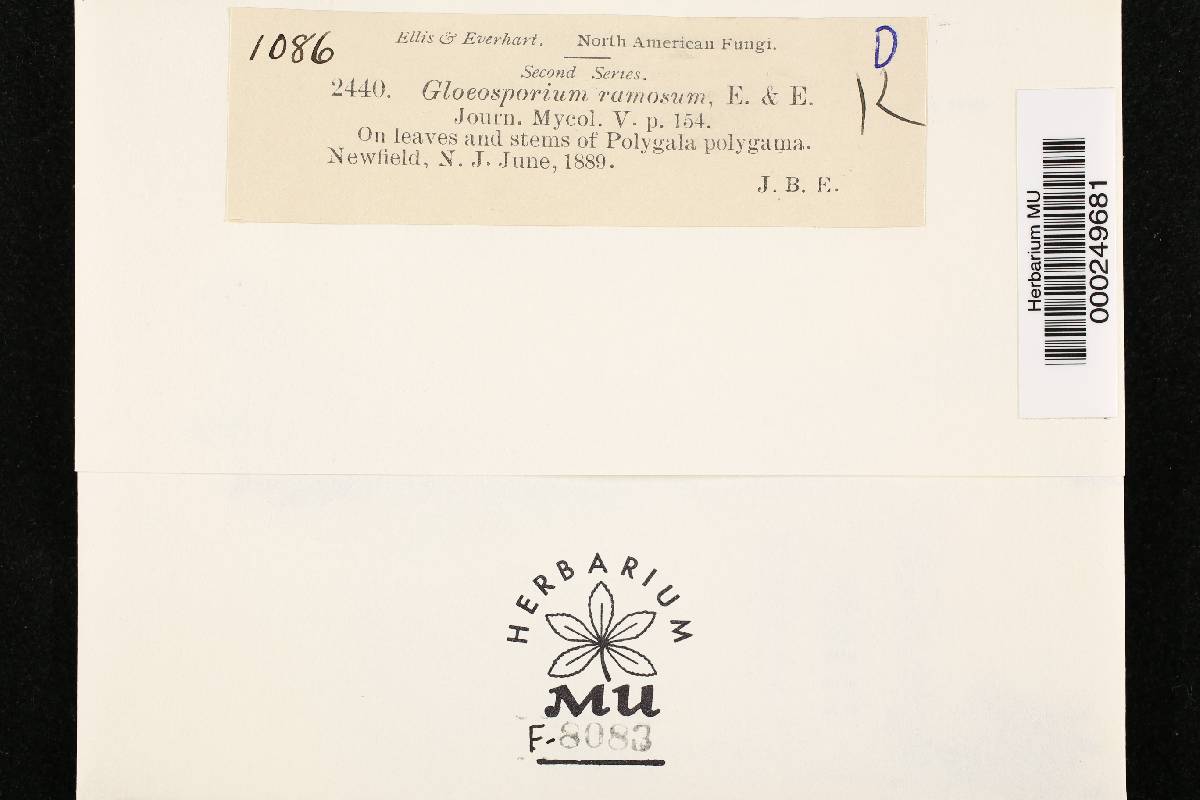 1086
Ellis & Everhart. North American Fungi.
Second Series.
2440. Gloeosporium ramosum, E. & E.
Journ. Mycol. V. p. 154.
On leaves and stems of Polygala polygama.
Newfield, N. J. June, 1889.
J. B. E.
D
K
Herbarium MU
000249681
HERBARIUM
MU
F-8083